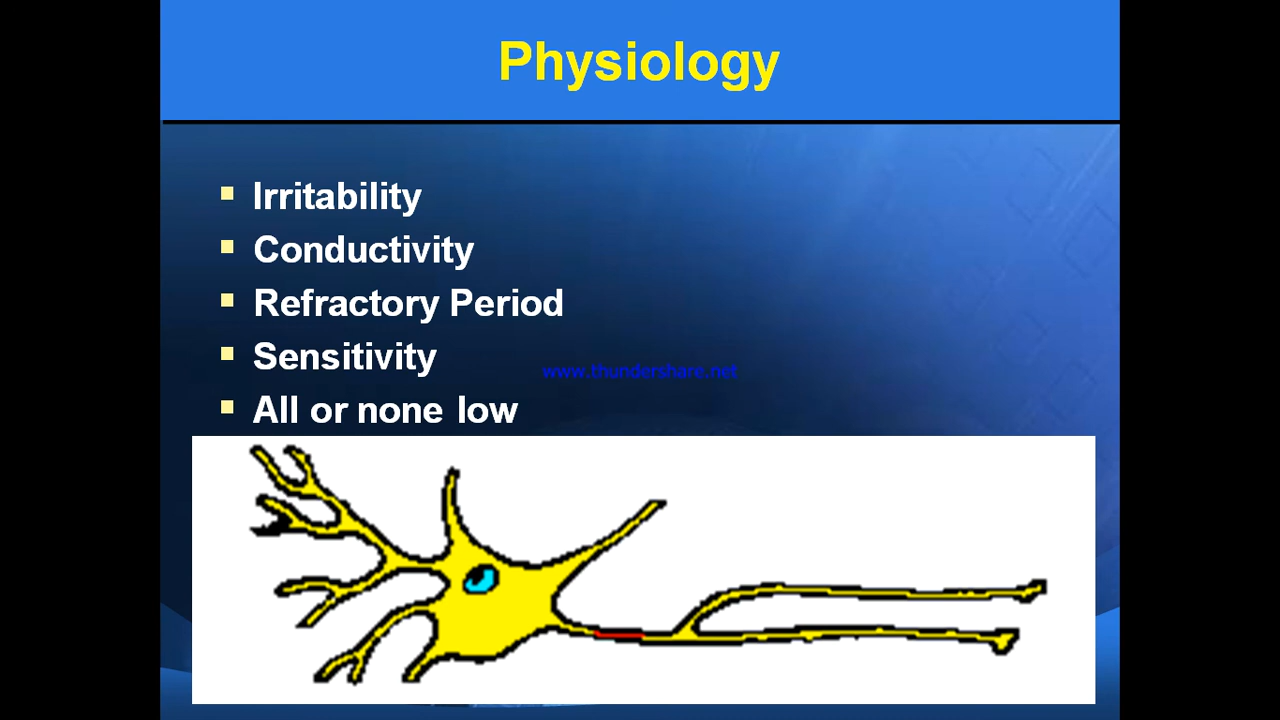 Physiology
Irritability
Conductivity
Refractory Period
Sensitivity
www.thundershare.net
All or none low